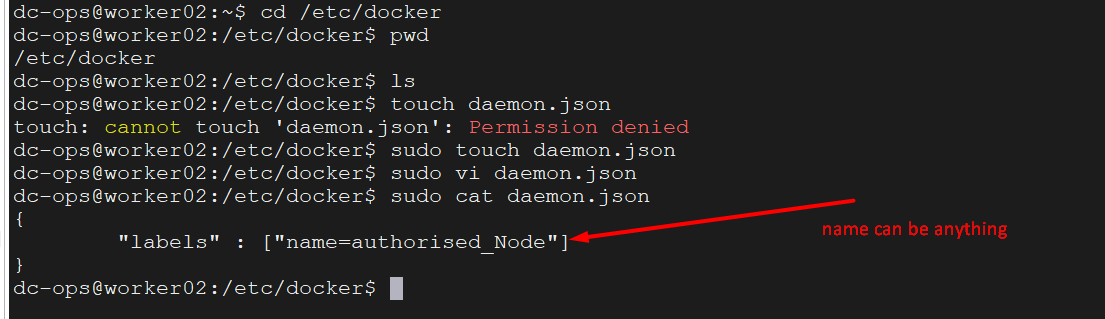 dc-ops@worker02:~$ cd /etc/docker
dc-ops@worker02:/etc/docker$ pwd
/etc/docker
dc-ops@worker02:/etc/docker$ ls
dc-ops@worker02:/etc/docker$ touch daemon.json
touch: cannot touch 'daemon.json': Permission denied
dc-ops@worker02:/etc/docker$ sudo touch daemon.json
dc-ops@worker02:/etc/docker$ sudo vi daemon.json
dc-ops@worker02:/etc/docker$ sudo cat daemon.json
{
"labels" : ["name=authorised_Node"]
name can be anything
}
dc-ops@worker02:/etc/docker$